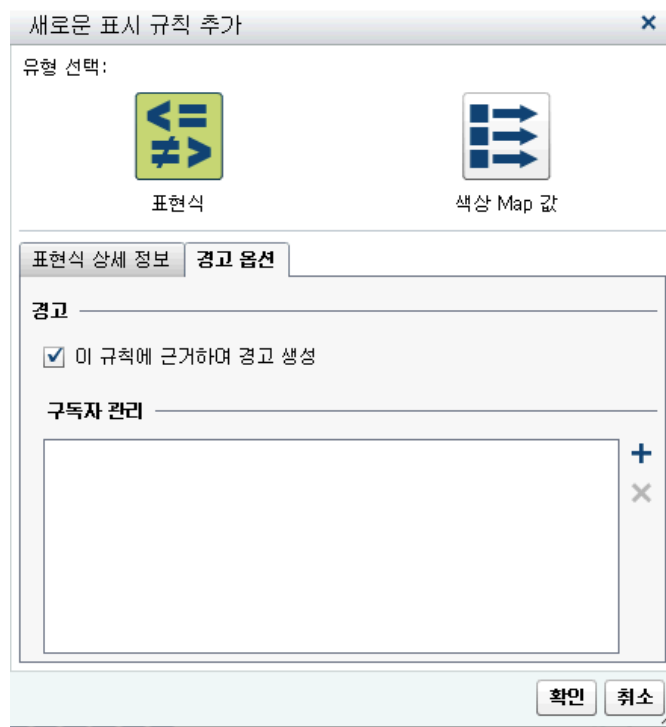 새로운 표시 규칙 추가
유형 선택:
표현식
색상 Map 값
표현식 상세 정보
경고 옵션
경고
이 규칙에 근거하여 경고 생성
구독자 관리
확인
취소